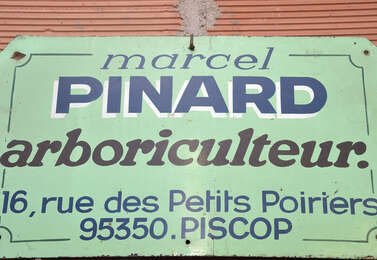 marcel
PINARD
arboriculteur.
16, rue des Petits Poiriers
95350.PISCOP